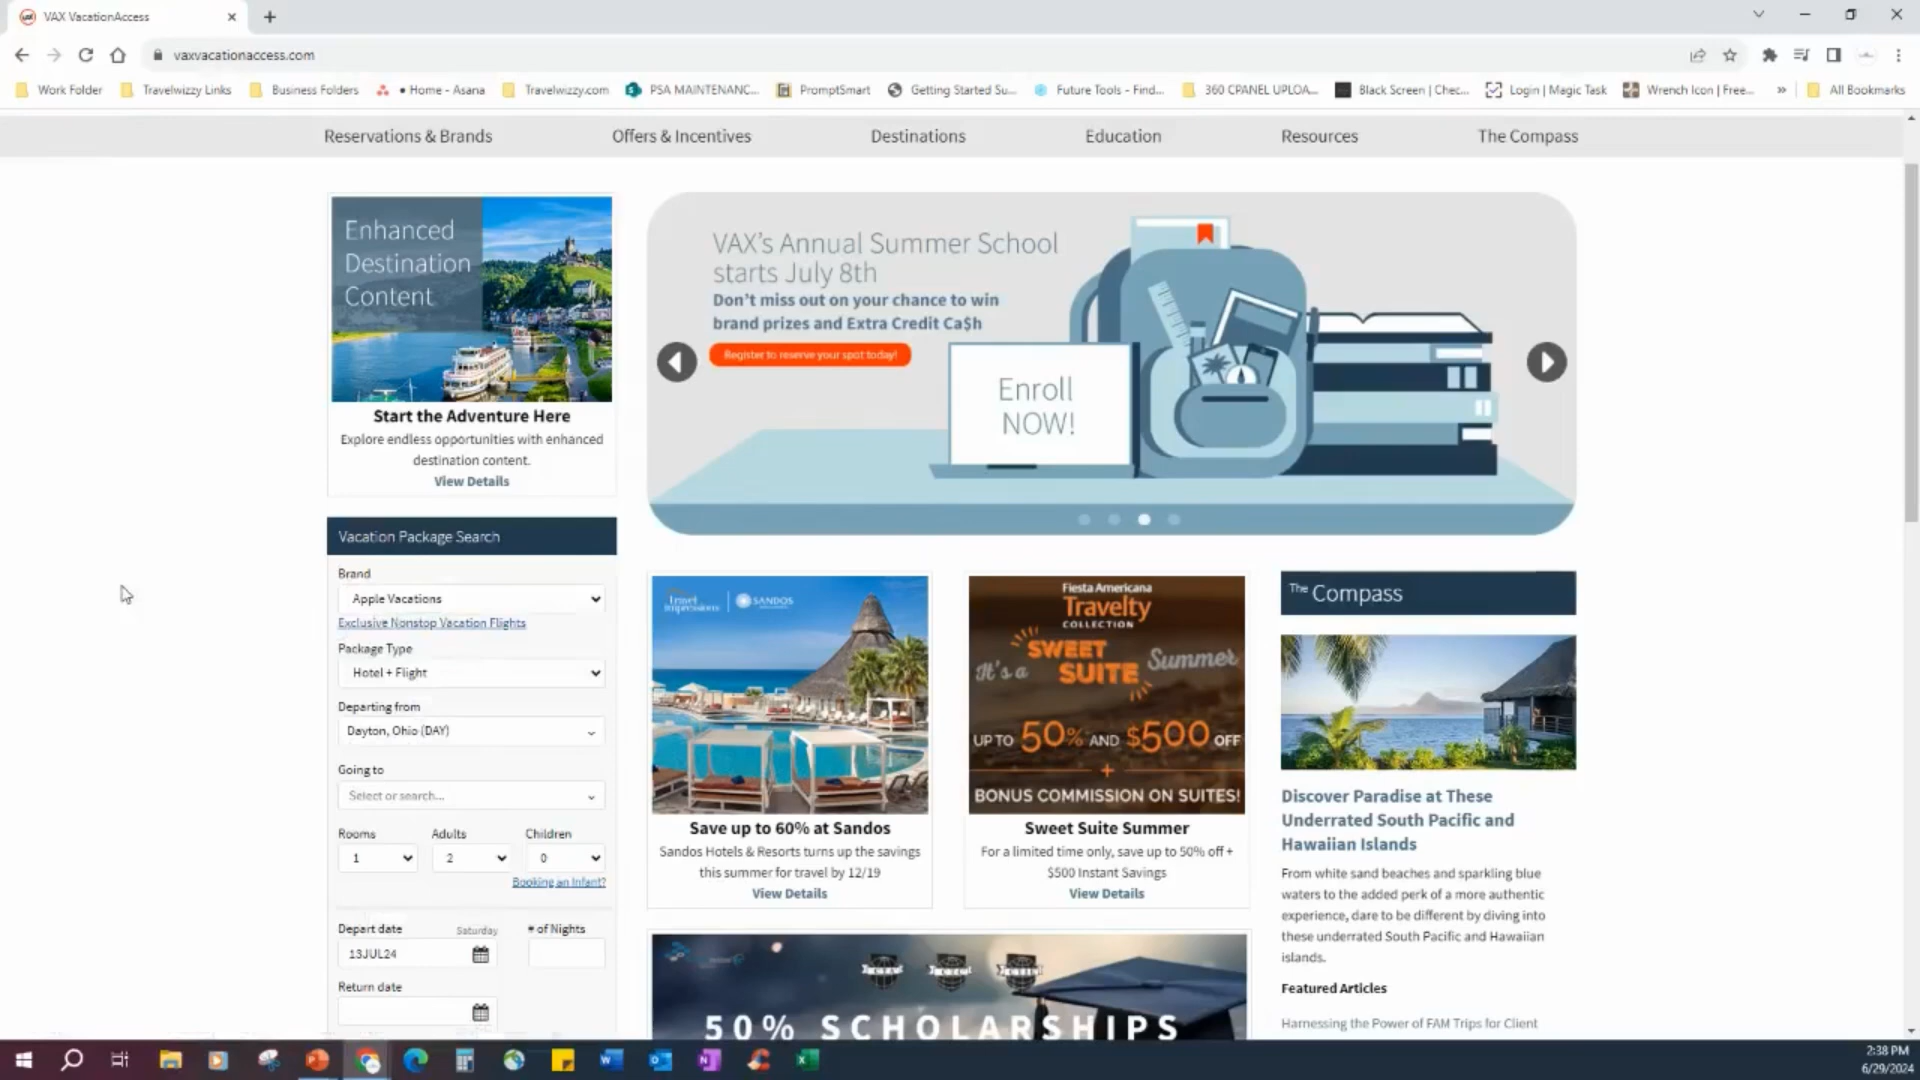 VAX VacationAccess
vaxvacationaccess.com
Work Folder
Travelwizzy Links
Business Folders
• Home - Asana
Travelwizzy.com
PSA MAINTENANC...
PromptSmart
Getting Started Su...
Future Tools - Find...
360 CPANEL UPLOA...
Black Screen | Chec...
Login | Magic Task
Wrench Icon | Free...
»
All Bookmarks
Reservations & Brands
Offers & Incentives
Destinations
Education
Resources
The Compass
Enhanced
Destination
Content
Start the Adventure Here
Explore endless opportunities with enhanced
destination content.
View Details
VAX's Annual Summer School
starts July 8th
Don't miss out on your chance to win
brand prizes and Extra Credit Ca$h
Register to reserve your spot today!
Enroll
NOW!
Vacation Package Search
Brand
Apple Vacations
Exclusive Nonstop Vacation Flights
Package Type
Hotel + Flight
Departing from
Dayton, Ohio (DAY)
Going to
Select or search...
Rooms
Adults
Children
1
2
0
Booking an Infant?
Depart date
Saturday
# of Nights
13JUL24
Return date
Travel
Impressions
SANDOS
Save up to 60% at Sandos
Sandos Hotels & Resorts turns up the savings
this summer for travel by 12/19
View Details
Fiesta Americana
Travelty
COLLECTION
It's a
SWEET
SUITE
Summer
UP TO 50% AND $500 OFF
+
BONUS COMMISSION ON SUITES!
Sweet Suite Summer
For a limited time only, save up to 50% off +
$500 Instant Savings
View Details
50% SCHOLARSHIPS
The Compass
Discover Paradise at These
Underrated South Pacific and
Hawaiian Islands
From white sand beaches and sparkling blue
waters to the added perk of a more authentic
experience, dare to be different by diving into
these underrated South Pacific and Hawaiian
islands.
Featured Articles
Harnessing the Power of FAM Trips for Client
2:38 PM
6/29/2024